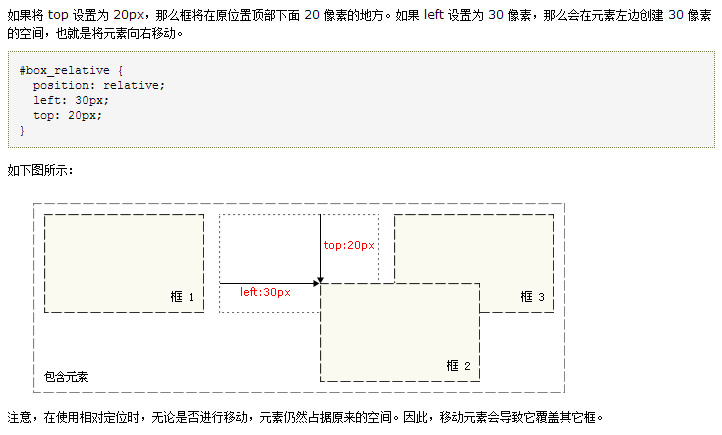 如果将 top 设置为 20px，那么框将在原位置顶部下面 20 像素的地方。如果 left 设置为 30 像素，那么会在元素左边创建 30 像素
的空间，也就是将元素向右移动。
#box_relative {
  position: relative;
  left: 30px;
  top: 20px;
}
如下图所示：
top:20px
left:30px
框 1
框 3
框 2
包含元素
注意，在使用相对定位时，无论是否进行移动，元素仍然占据原来的空间。因此，移动元素会导致它覆盖其它框。